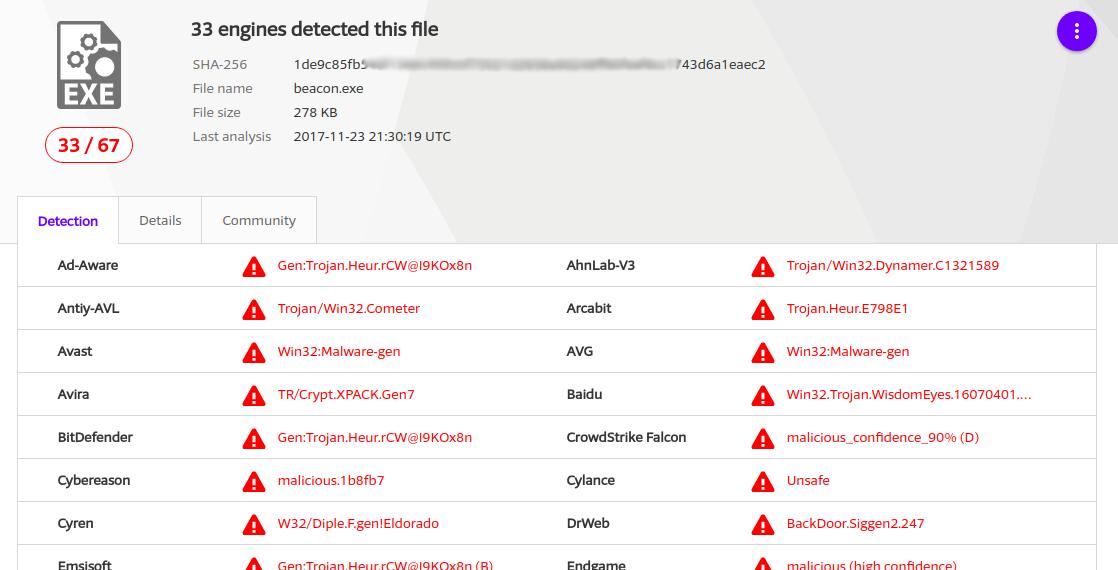 33 engines detected this file
SHA-256 1de9c85fb5 743d6a1eaec2
File name beacon.exe
File size 278 KB
Last analysis 2017-11-23 21:30:19 UTC
EXE
33 / 67
Detection Details Community
Ad-Aware Gen:Trojan.Heur.rCW@I9KOx8n AhnLab-V3 Trojan/Win32.Dynamer.C1321589
Antiy-AVL Trojan/Win32.Cometer Arcabit Trojan.Heur.E798E1
Avast Win32:Malware-gen AVG Win32:Malware-gen
Avira TR/Crypt.XPACK.Gen7 Baidu Win32.Trojan.WisdomEyes.16070401....
BitDefender Gen:Trojan.Heur.rCW@I9KOx8n CrowdStrike Falcon malicious_confidence_90% (D)
Cybereason malicious.1b8fb7 Cylance Unsafe
Cyren W32/Diple.F.gen!Eldorado DrWeb BackDoor.Siggen2.247
Emsisoft Gen:Trojan.Heur.rCW@I9KOx8n (B) Endgame malicious (high confidence)